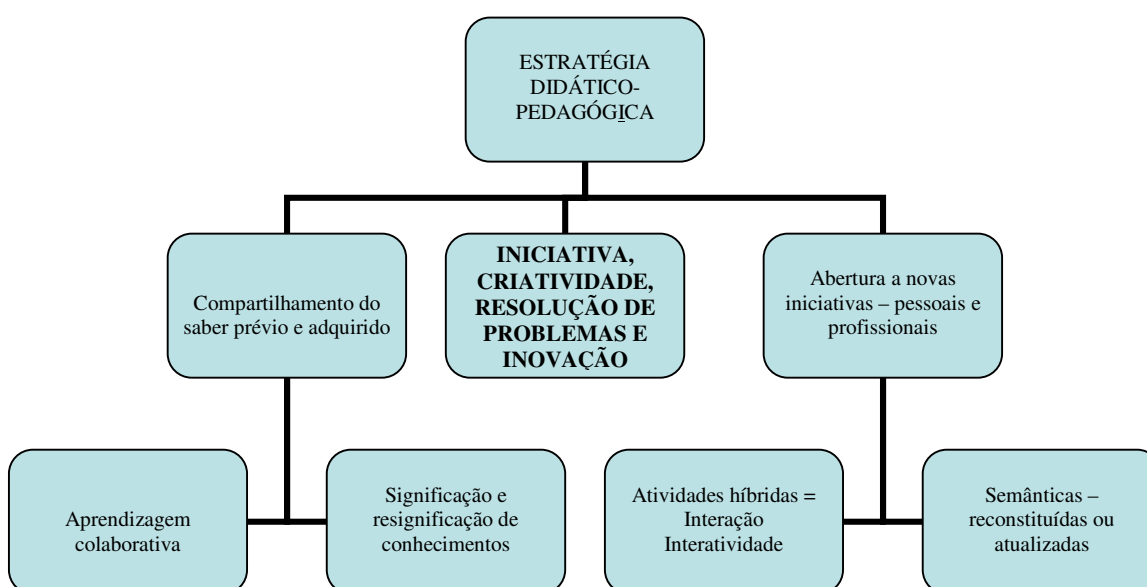 ESTRATÉGIA
DIDÁTICO-
PEDAGÓGICA
Compartilhamento do
saber prévio e adquirido
INICIATIVA,
CRIATIVIDADE,
RESOLUÇÃO DE
PROBLEMAS E
INOVAÇÃO
Abertura a novas
iniciativas – pessoais e
profissionais
Aprendizagem
colaborativa
Significação e
resignificação de
conhecimentos
Atividades híbridas =
Interação
Interatividade
Semânticas –
reconstituídas ou
atualizadas